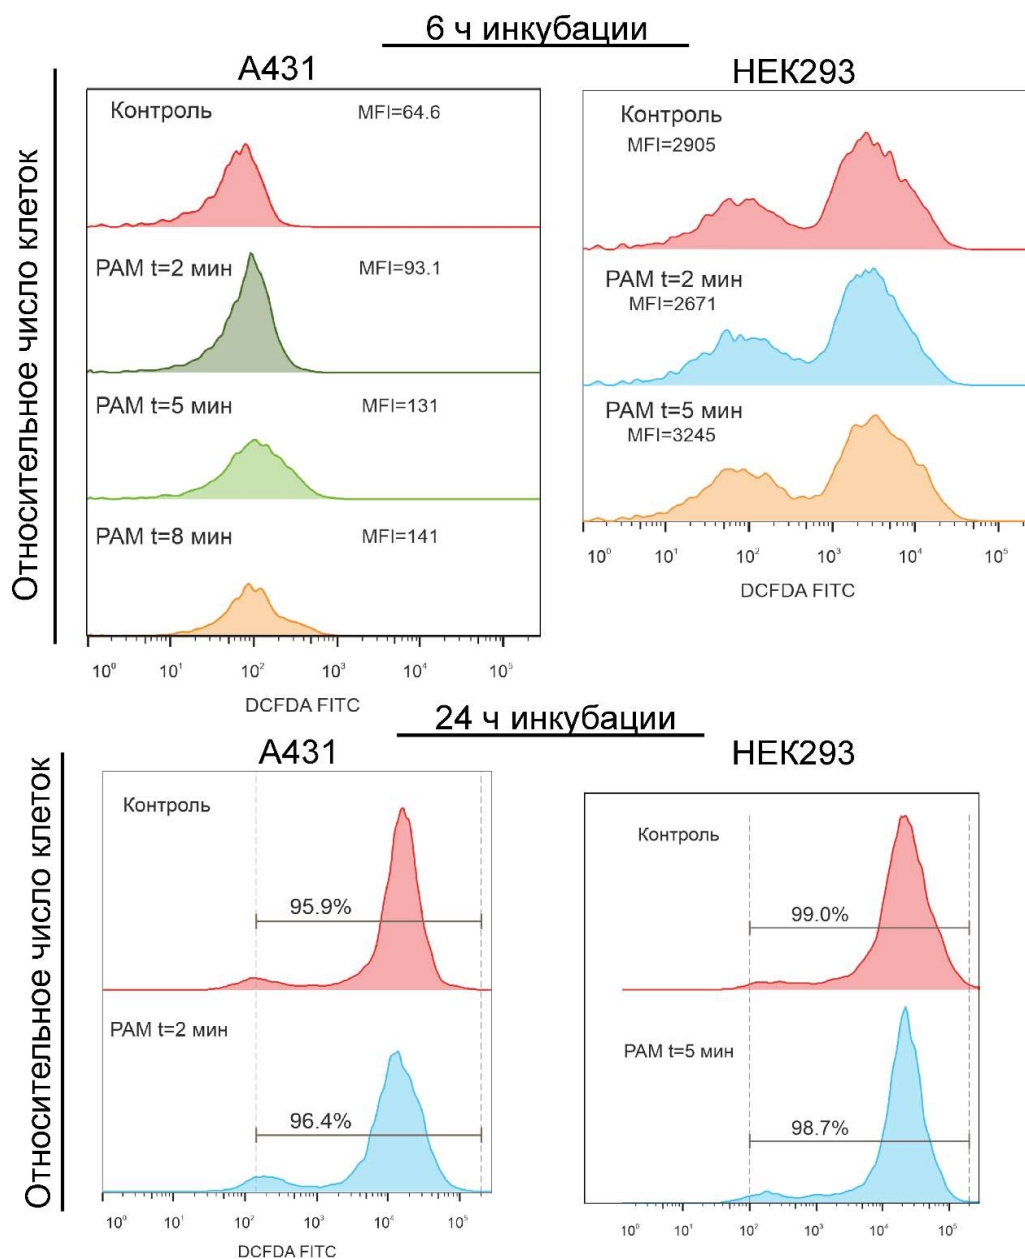 6 ч инкубации
A431
HEK293
Относительное число клеток
Контроль
MFI=64.6
PAM t=2 мин
MFI=93.1
PAM t=5 мин
MFI=131
PAM t=8 мин
MFI=141
10⁰ 10¹ 10² 10³ 10⁴ 10⁵
DCFDA FITC
Контроль
MFI=2905
PAM t=2 мин
MFI=2671
PAM t=5 мин
MFI=3245
10⁰ 10¹ 10² 10³ 10⁴ 10⁵
DCFDA FITC
24 ч инкубации
A431
HEK293
Относительное число клеток
Контроль
95.9%
PAM t=2 мин
96.4%
10⁰ 10¹ 10² 10³ 10⁴ 10⁵
DCFDA FITC
Контроль
99.0%
PAM t=5 мин
98.7%
10⁰ 10¹ 10² 10³ 10⁴ 10⁵